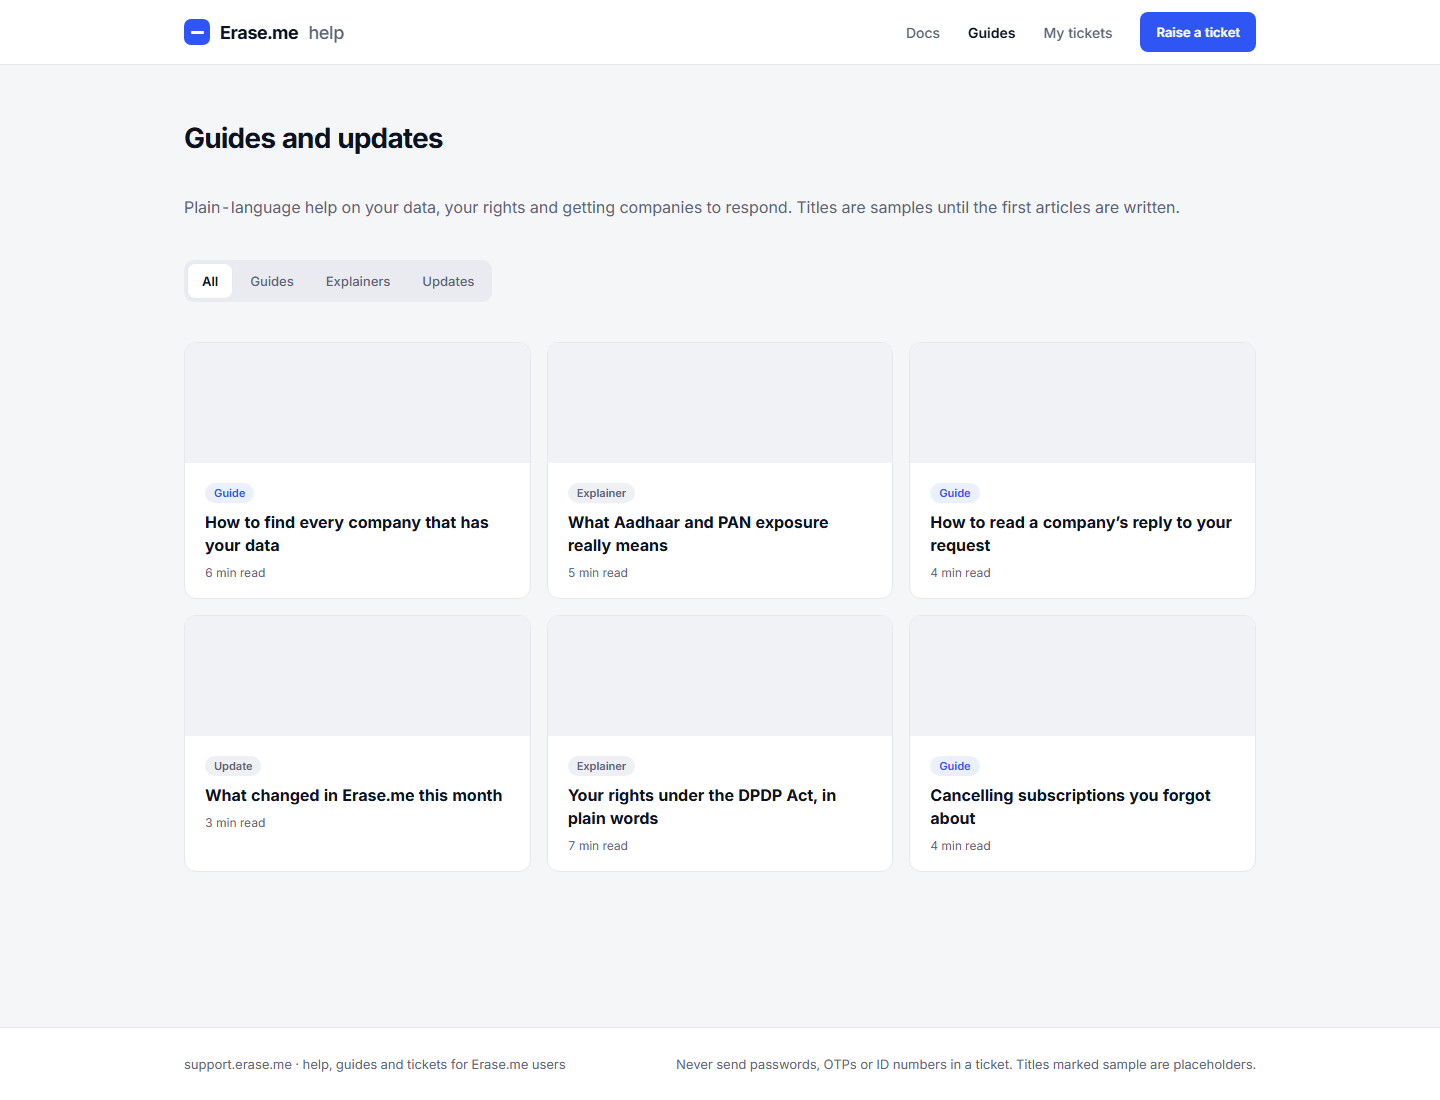 Erase.me help
Docs
Guides
My tickets
Raise a ticket
Guides and updates
Plain-language help on your data, your rights and getting companies to respond. Titles are samples until the first articles are written.
All
Guides
Explainers
Updates
Guide
How to find every company that has
your data
6 min read
Explainer
What Aadhaar and PAN exposure
really means
5 min read
Guide
How to read a company’s reply to your
request
4 min read
Update
What changed in Erase.me this month
3 min read
Explainer
Your rights under the DPDP Act, in
plain words
7 min read
Guide
Cancelling subscriptions you forgot
about
4 min read
support.erase.me · help, guides and tickets for Erase.me users
Never send passwords, OTPs or ID numbers in a ticket. Titles marked sample are placeholders.